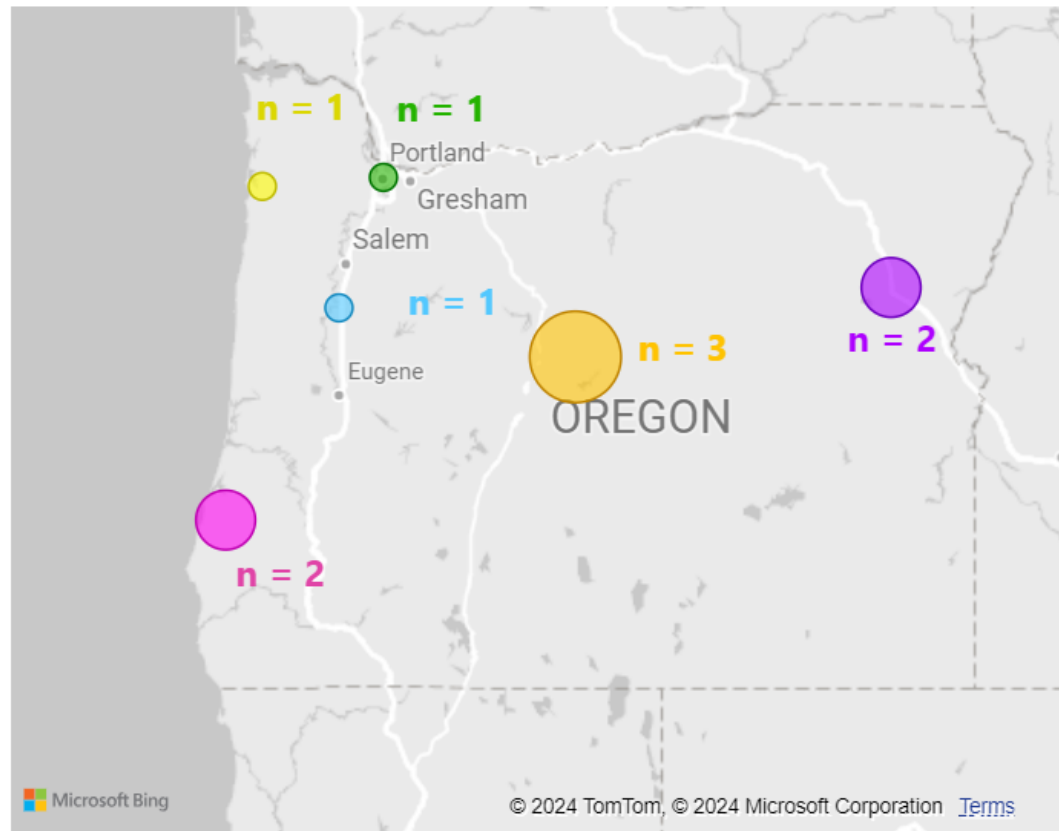 n = 1
n = 1
Portland
Gresham
Salem
n = 1
n = 2
n = 3
Eugene
OREGON
n = 2
Microsoft Bing
© 2024 TomTom, © 2024 Microsoft Corporation Terms